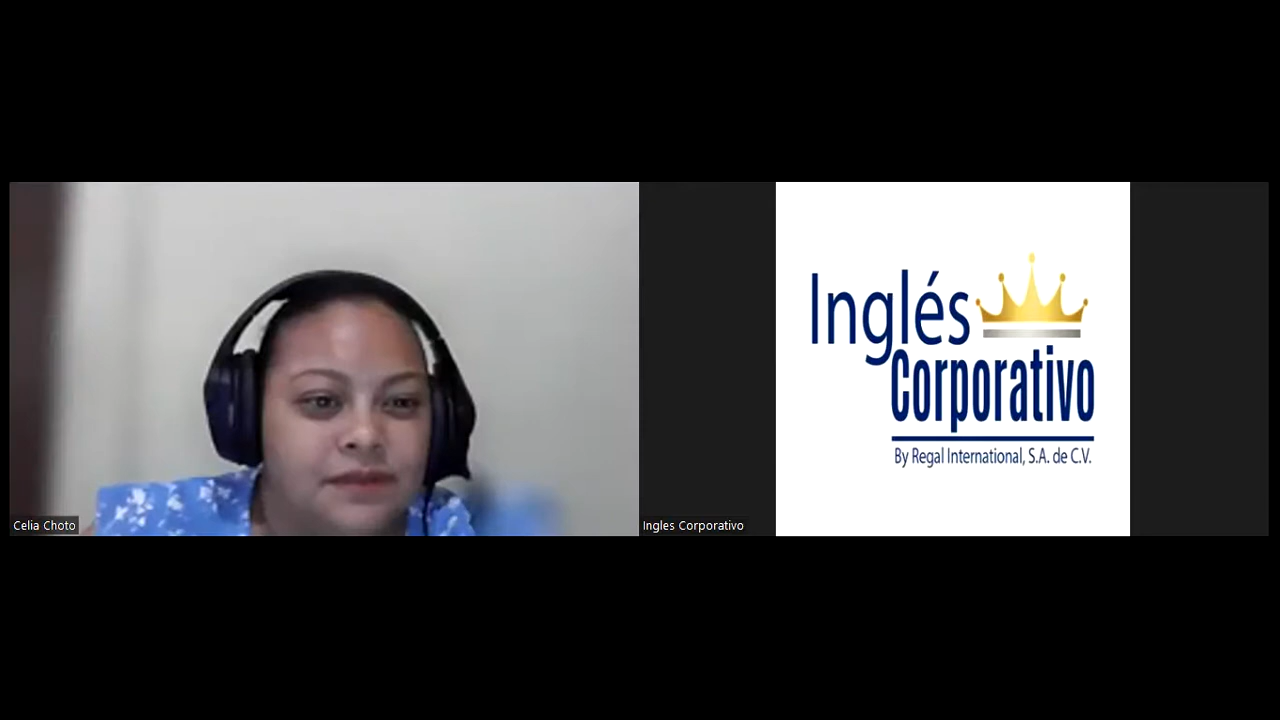 Inglés
Corporativo
By Regal International, S.A. de C.V.
Celia Choto
Ingles Corporativo